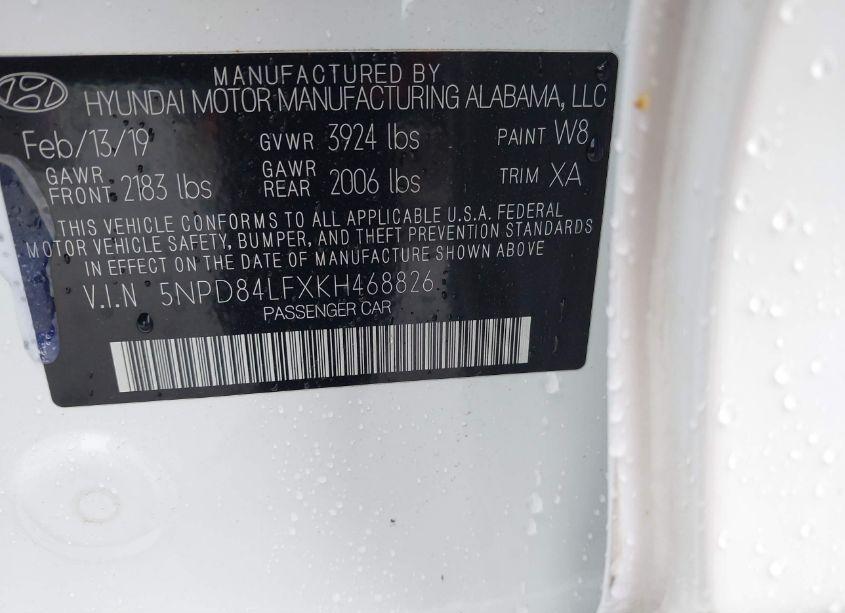 MANUFACTURED BY
HYUNDAI MOTOR MANUFACTURING ALABAMA, LLC
Feb/13/19 GVWR 3924 lbs PAINT W8
GAWR FRONT 2183 lbs GAWR REAR 2006 lbs TRIM XA
THIS VEHICLE CONFORMS TO ALL APPLICABLE U.S.A. FEDERAL
MOTOR VEHICLE SAFETY, BUMPER, AND THEFT PREVENTION STANDARDS
IN EFFECT ON THE DATE OF MANUFACTURE SHOWN ABOVE
V.I.N 5NPD84LFXKH468826
PASSENGER CAR